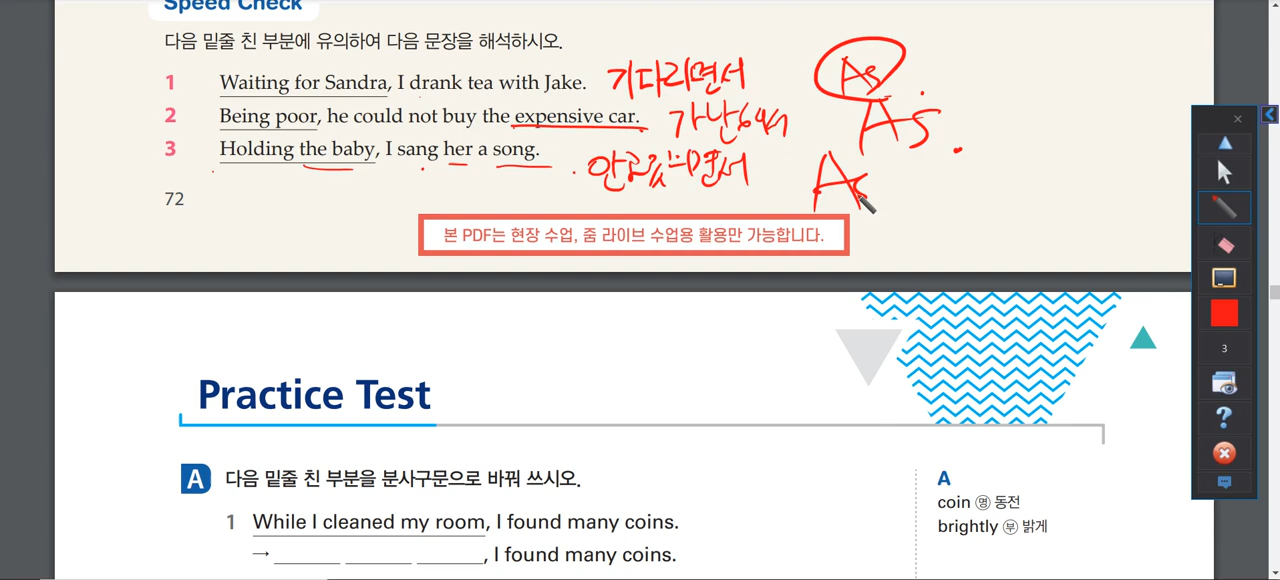 Speed Check
다음 밑줄 친 부분에 유의하여 다음 문장을 해석하시오.
1 Waiting for Sandra, I drank tea with Jake. 기다리면서 As
2 Being poor, he could not buy the expensive car. 가난해서 As
3 Holding the baby, I sang her a song. As
72
본 PDF는 현장 수업, 줌 라이브 수업용 활용만 가능합니다.
Practice Test
A 다음 밑줄 친 부분을 분사구문으로 바꿔 쓰시오.
1 While I cleaned my room, I found many coins.
→ ______ ______ ______, I found many coins.
A
coin 명 동전
brightly 부 밝게
3